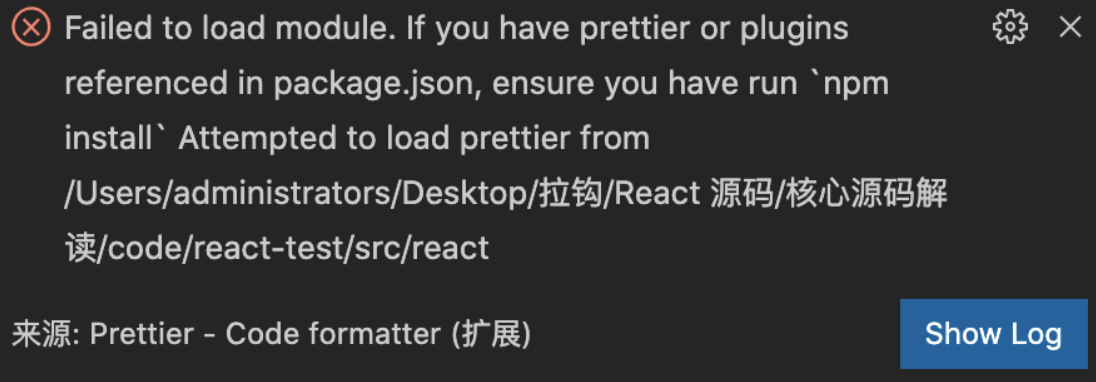 Failed to load module. If you have prettier or plugins
referenced in package.json, ensure you have run `npm
install` Attempted to load prettier from
/Users/administrators/Desktop/拉钩/React 源码/核心源码解
读/code/react-test/src/react
来源: Prettier - Code formatter (扩展)
Show Log